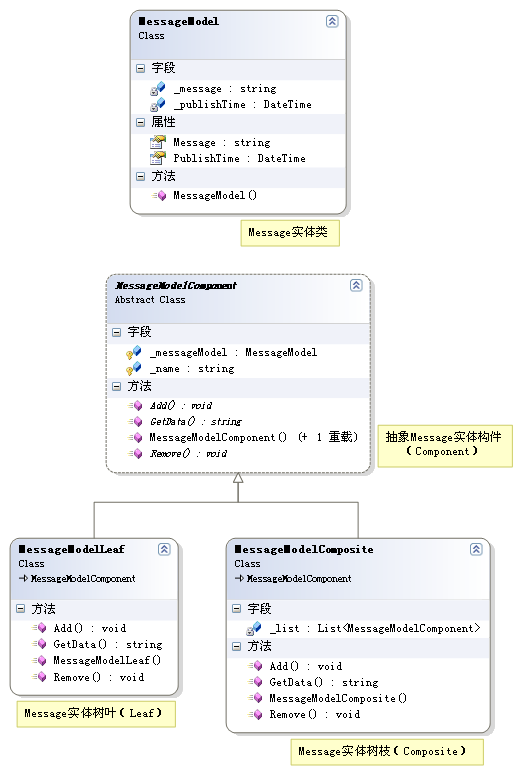 MessageModel
Class
字段
_message : string
_publishTime : DateTime
属性
Message : string
PublishTime : DateTime
方法
MessageModel()
Message实体类
MessageModelComponent
Abstract Class
字段
_messageModel : MessageModel
_name : string
方法
Add() : void
GetData() : string
MessageModelComponent() (+ 1 重载)
Remove() : void
抽象Message实体构件
(Component)
MessageModelLeaf
Class
MessageModelComponent
方法
Add() : void
GetData() : string
MessageModelLeaf()
Remove() : void
Message实体树叶(Leaf)
MessageModelComposite
Class
MessageModelComponent
字段
_list : List<MessageModelComponent>
方法
Add() : void
GetData() : string
MessageModelComposite()
Remove() : void
Message实体树枝(Composite)